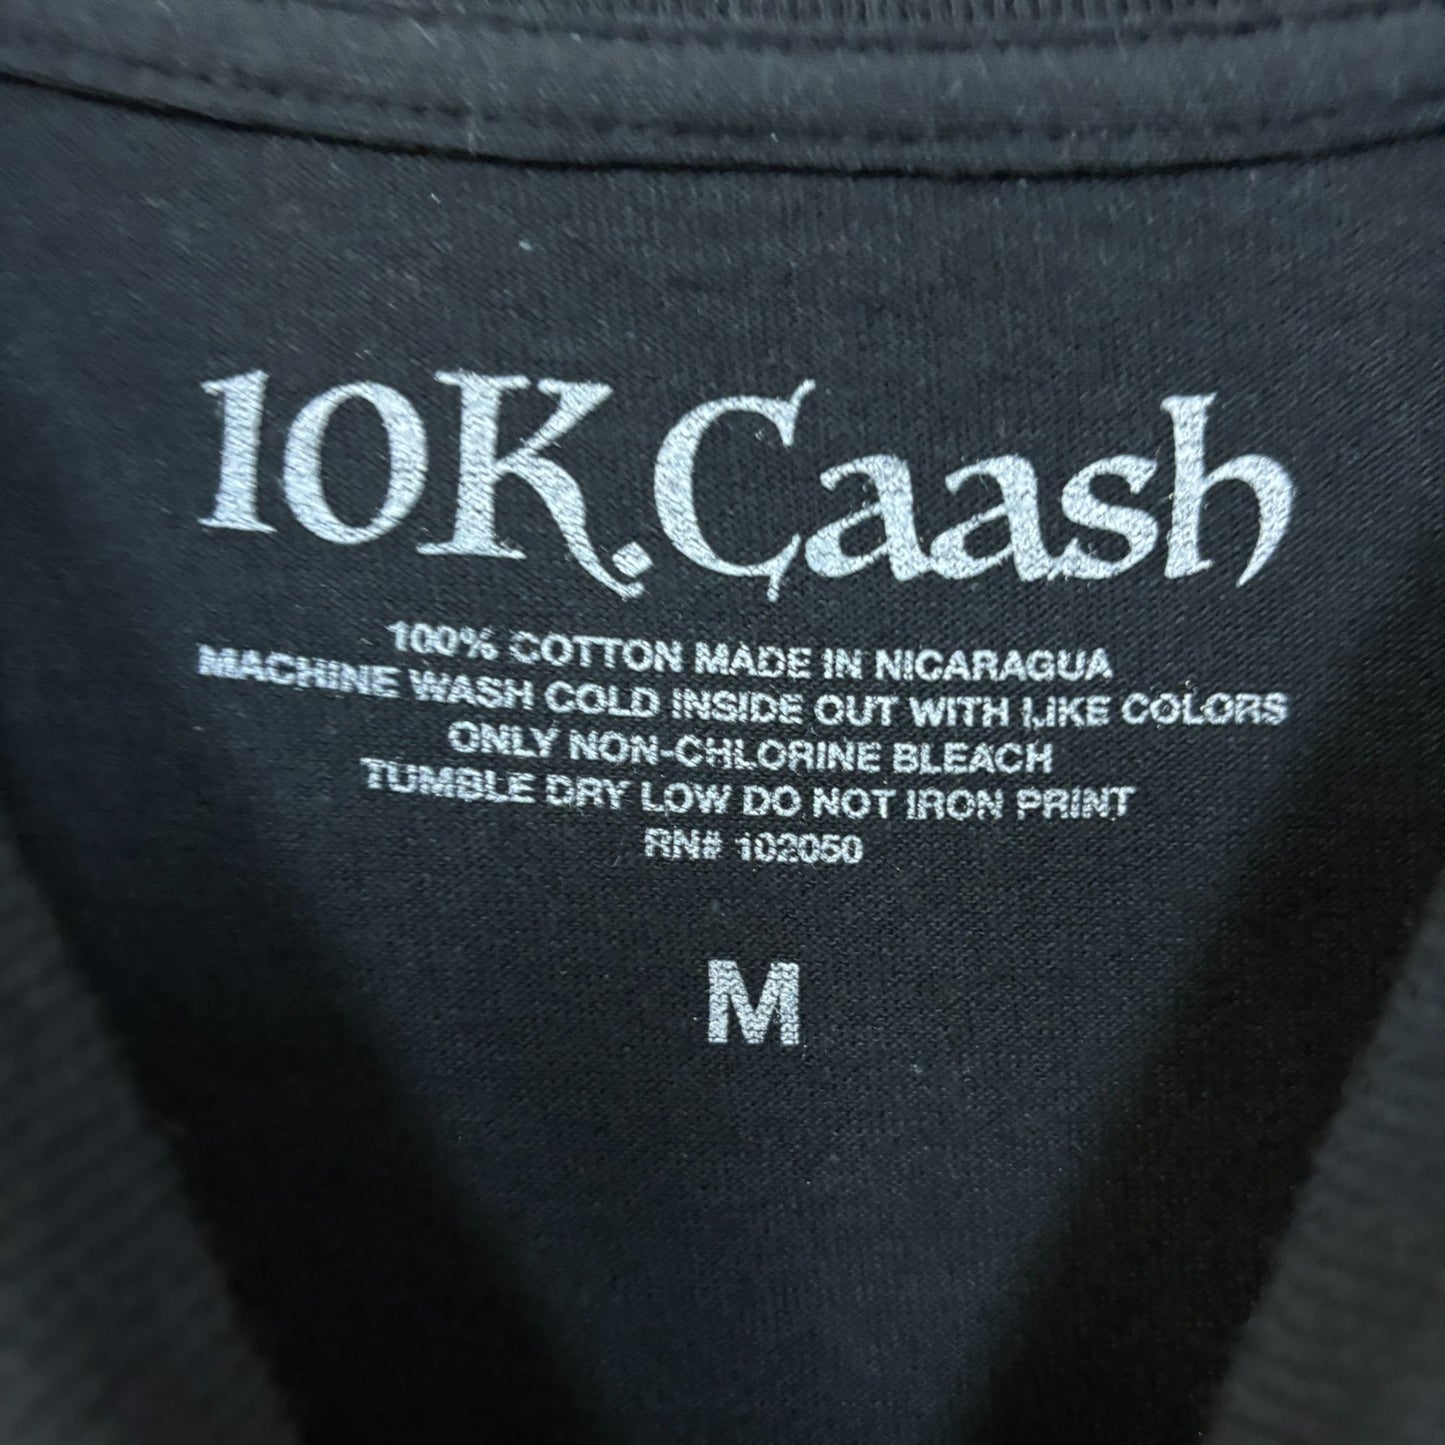 10K.Caash
100% COTTON MADE IN NICARAGUA
MACHINE WASH COLD INSIDE OUT WITH LIKE COLORS
ONLY NON-CHLORINE BLEACH
TUMBLE DRY LOW DO NOT IRON PRINT
RN# 102050
M